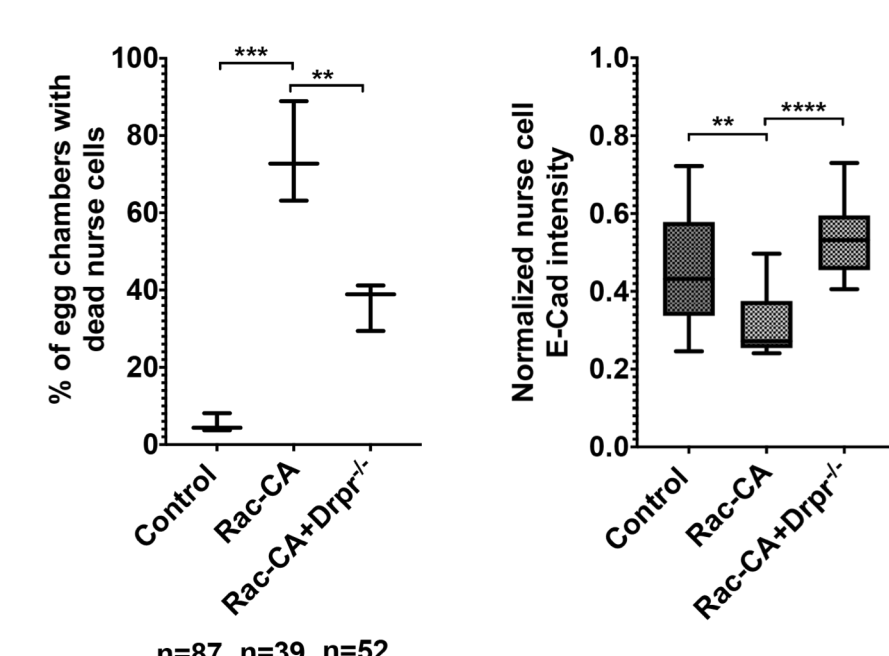 % of egg chambers with
dead nurse cells
100
80
60
40
20
0
***
**
Control
Rac-CA
Rac-CA+Drpr-/-
n=87 n=39 n=52
Normalized nurse cell
E-Cad intensity
1.0
0.8
0.6
0.4
0.2
0.0
**
****
Control
Rac-CA
Rac-CA+Drpr-/-